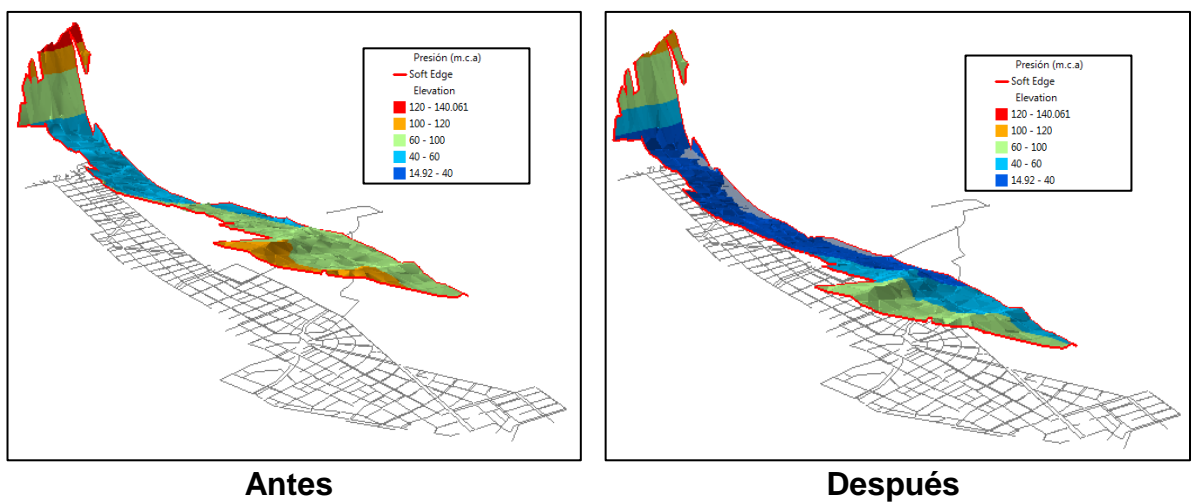 Presión (m.c.a)
Soft Edge
Elevation
120 - 140.061
100 - 120
60 - 100
40 - 60
14.92 - 40
Presión (m.c.a)
Soft Edge
Elevation
120 - 140.061
100 - 120
60 - 100
40 - 60
14.92 - 40
Antes
Después